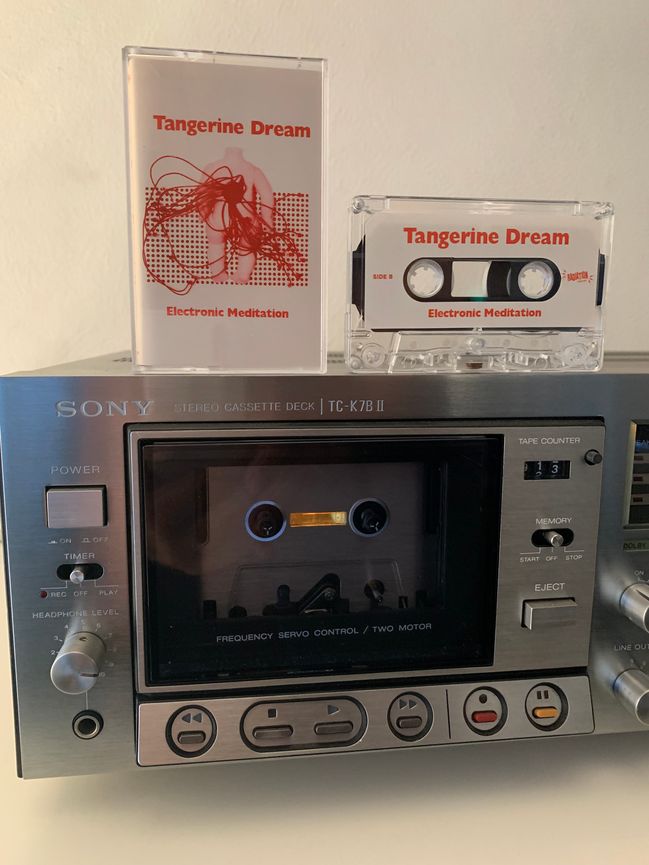 Tangerine Dream
Electronic Meditation
Tangerine Dream
SIDE B
RADIATION
Electronic Meditation
SONY STEREO CASSETTE DECK | TC-K7B II
TAPE COUNTER
POWER
ON OFF
MEMORY
START OFF STOP
TIMER
REC OFF PLAY
EJECT
HEADPHONE LEVEL
FREQUENCY SERVO CONTROL / TWO MOTOR
DOLBY
ON
LINE OUT